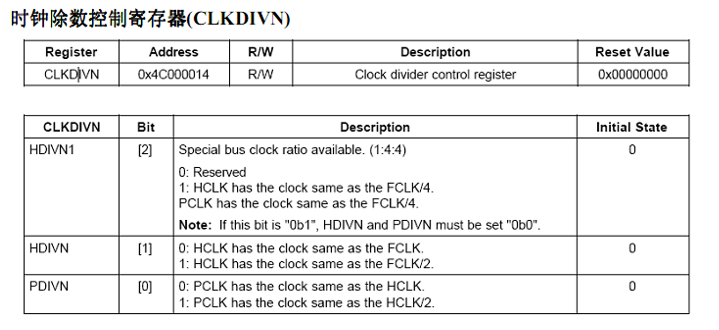 时钟除数控制寄存器(CLKDIVN)
Register Address R/W Description Reset Value
CLKDIVN 0x4C000014 R/W Clock divider control register 0x00000000
CLKDIVN Bit Description Initial State
HDIVN1 [2] Special bus clock ratio available. (1:4:4) 0
0: Reserved
1: HCLK has the clock same as the FCLK/4.
PCLK has the clock same as the FCLK/4.
Note: If this bit is "0b1", HDIVN and PDIVN must be set "0b0".
HDIVN [1] 0: HCLK has the clock same as the FCLK. 0
1: HCLK has the clock same as the FCLK/2.
PDIVN [0] 0: PCLK has the clock same as the HCLK. 0
1: PCLK has the clock same as the HCLK/2.